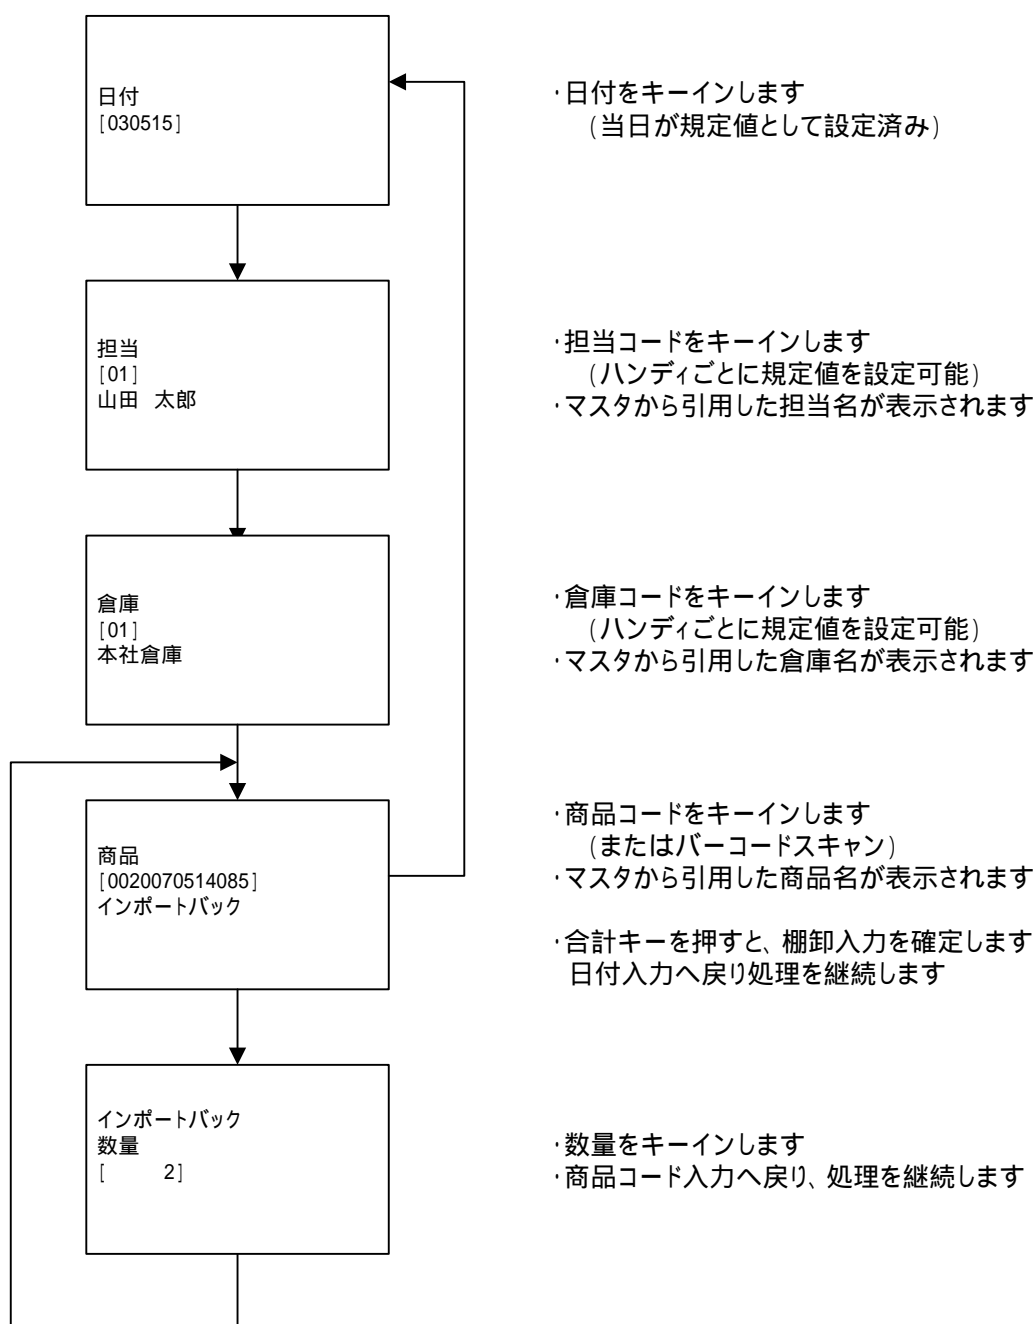 日付
[030515]
・日付をキーインします
(当日が規定値として設定済み)
担当
[01]
山田　太郎
・担当コードをキーインします
(ハンディごとに規定値を設定可能)
・マスタから引用した担当名が表示されます
倉庫
[01]
本社倉庫
・倉庫コードをキーインします
(ハンディごとに規定値を設定可能)
・マスタから引用した倉庫名が表示されます
商品
[0020070514085]
インポートバック
・商品コードをキーインします
(またはバーコードスキャン)
・マスタから引用した商品名が表示されます
・合計キーを押すと、棚卸入力を確定します
日付入力へ戻り処理を継続します
インポートバック
数量
[　　2]
・数量をキーインします
・商品コード入力へ戻り、処理を継続します